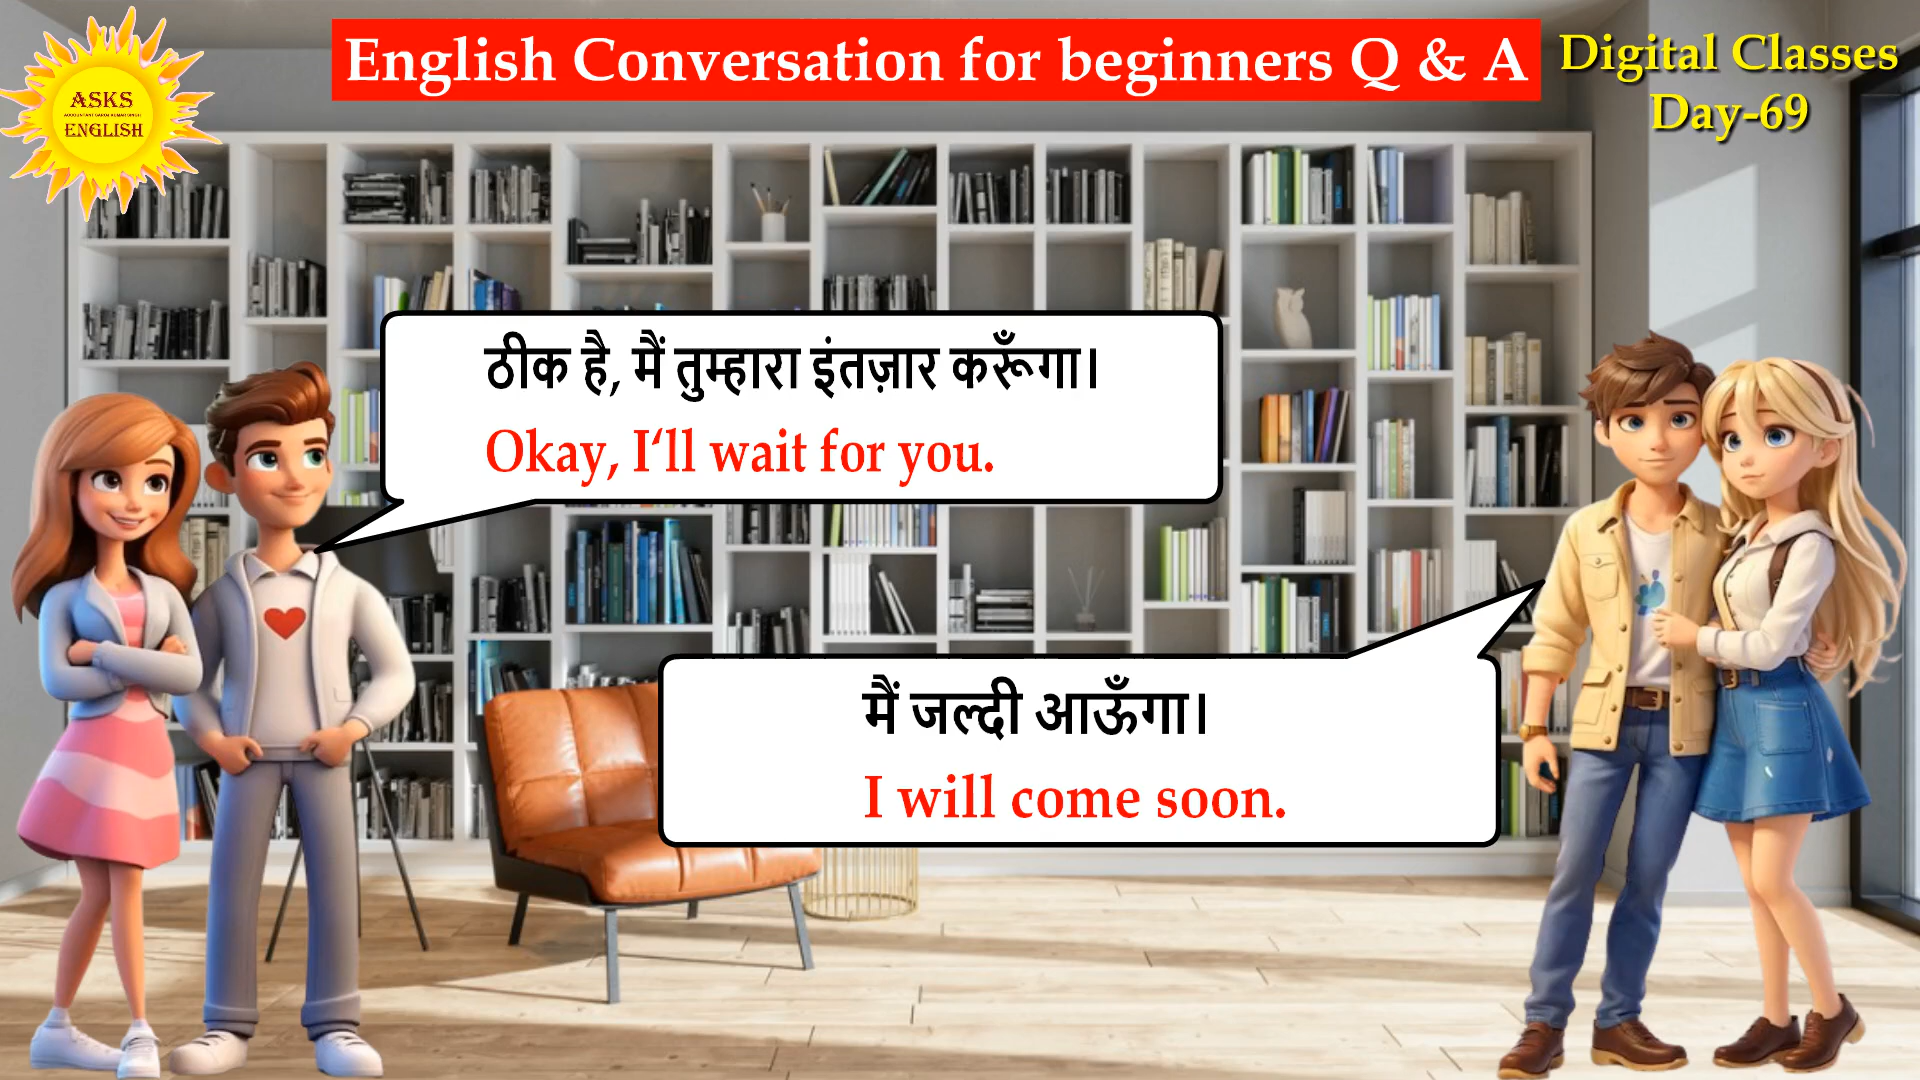 ASKS
ENGLISH
English Conversation for beginners Q & A
Digital Classes
Day-69
ठीक है, मैं तुम्हारा इंतज़ार करूँगा।
Okay, I‘ll wait for you.
मैं जल्दी आऊँगा।
I will come soon.